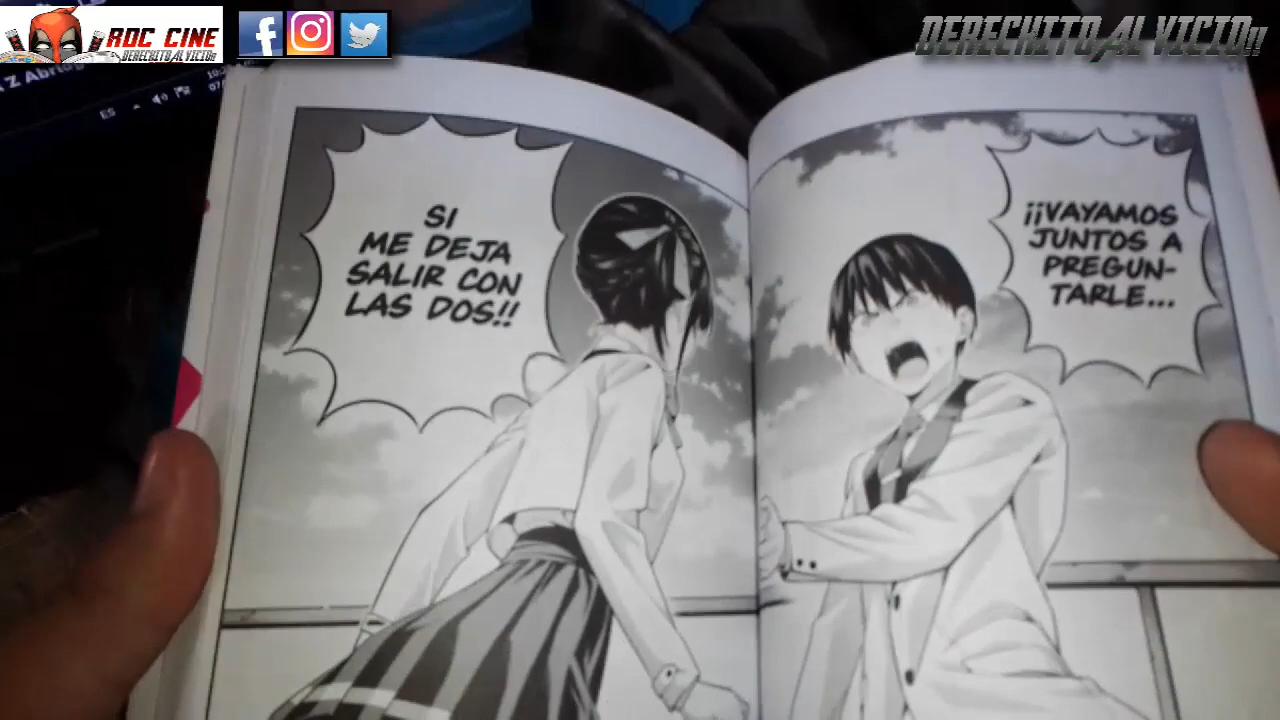 ROC CINE
DERECHITO AL VICIO!!
DERECHITO AL VICIO!!
ES
SI
ME DEJA
SALIR CON
LAS DOS!!
¡¡VAYAMOS
JUNTOS A
PREGUN-
TARLE...